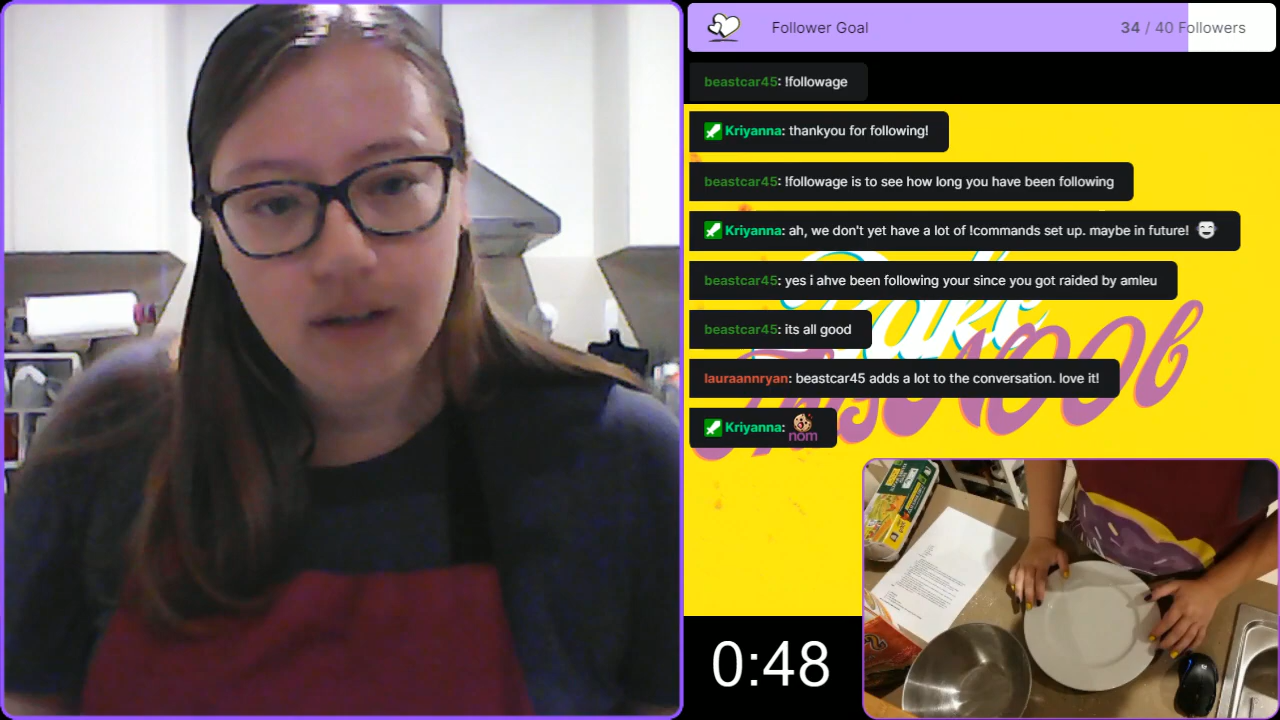 Follower Goal
34 / 40 Followers
beastcar45: !followage
Kriyanna: thankyou for following!
beastcar45: !followage is to see how long you have been following
Kriyanna: ah, we don't yet have a lot of !commands set up. maybe in future!
beastcar45: yes i ahve been following your since you got raided by amleu
beastcar45: its all good
lauraannryan: beastcar45 adds a lot to the conversation. love it!
Kriyanna:
nom
Bake
This NOOb
0:48